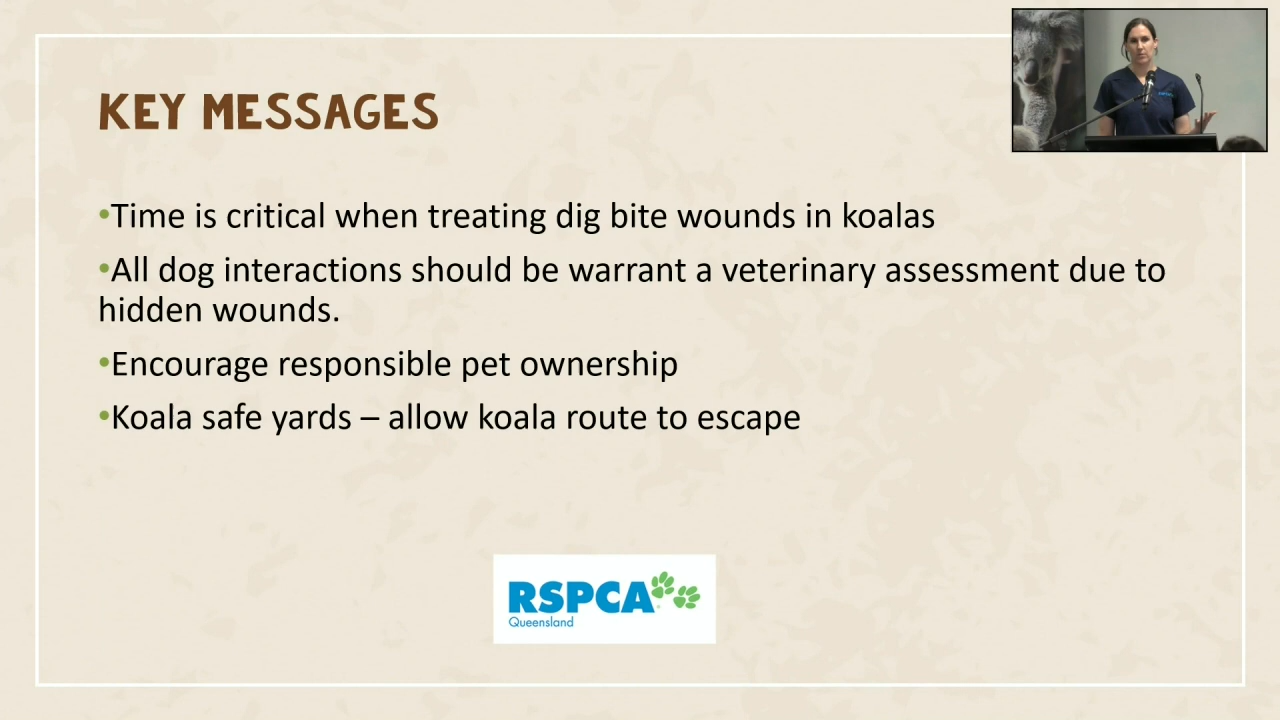 KEY MESSAGES
•Time is critical when treating dig bite wounds in koalas
•All dog interactions should be warrant a veterinary assessment due to
hidden wounds.
•Encourage responsible pet ownership
•Koala safe yards – allow koala route to escape
RSPCA
Queensland